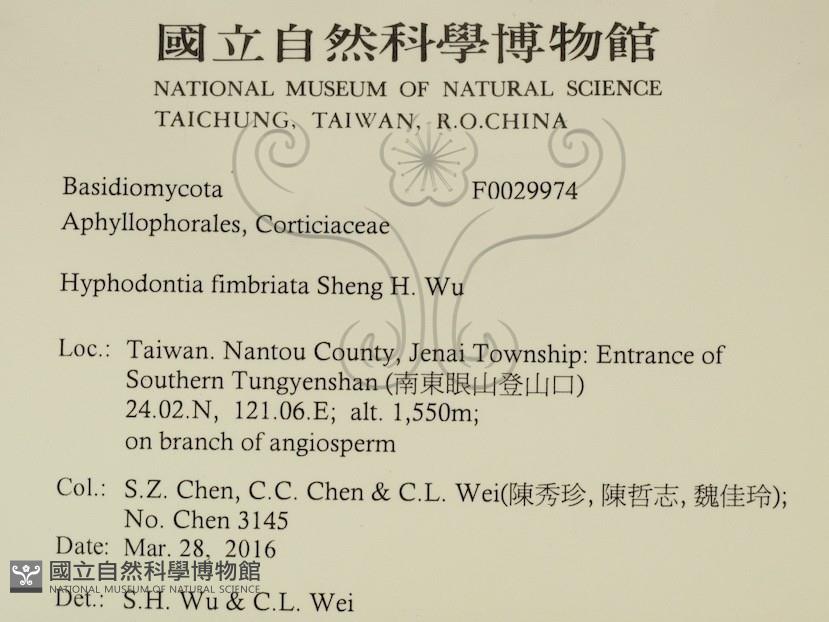 國立自然科學博物館
NATIONAL MUSEUM OF NATURAL SCIENCE
TAICHUNG, TAIWAN, R.O.CHINA
Basidiomycota F0029974
Aphyllophorales, Corticiaceae
Hyphodontia fimbriata Sheng H. Wu
Loc.: Taiwan. Nantou County, Jenai Township: Entrance of
Southern Tungyenshan (南東眼山登山口)
24.02.N, 121.06.E; alt. 1,550m;
on branch of angiosperm
Col.: S.Z. Chen, C.C. Chen & C.L. Wei(陳秀珍, 陳哲志, 魏佳玲);
No. Chen 3145
Date: Mar. 28, 2016
國立自然科學博物館
NATIONAL MUSEUM OF NATURAL SCIENCE
Det.: S.H. Wu & C.L. Wei